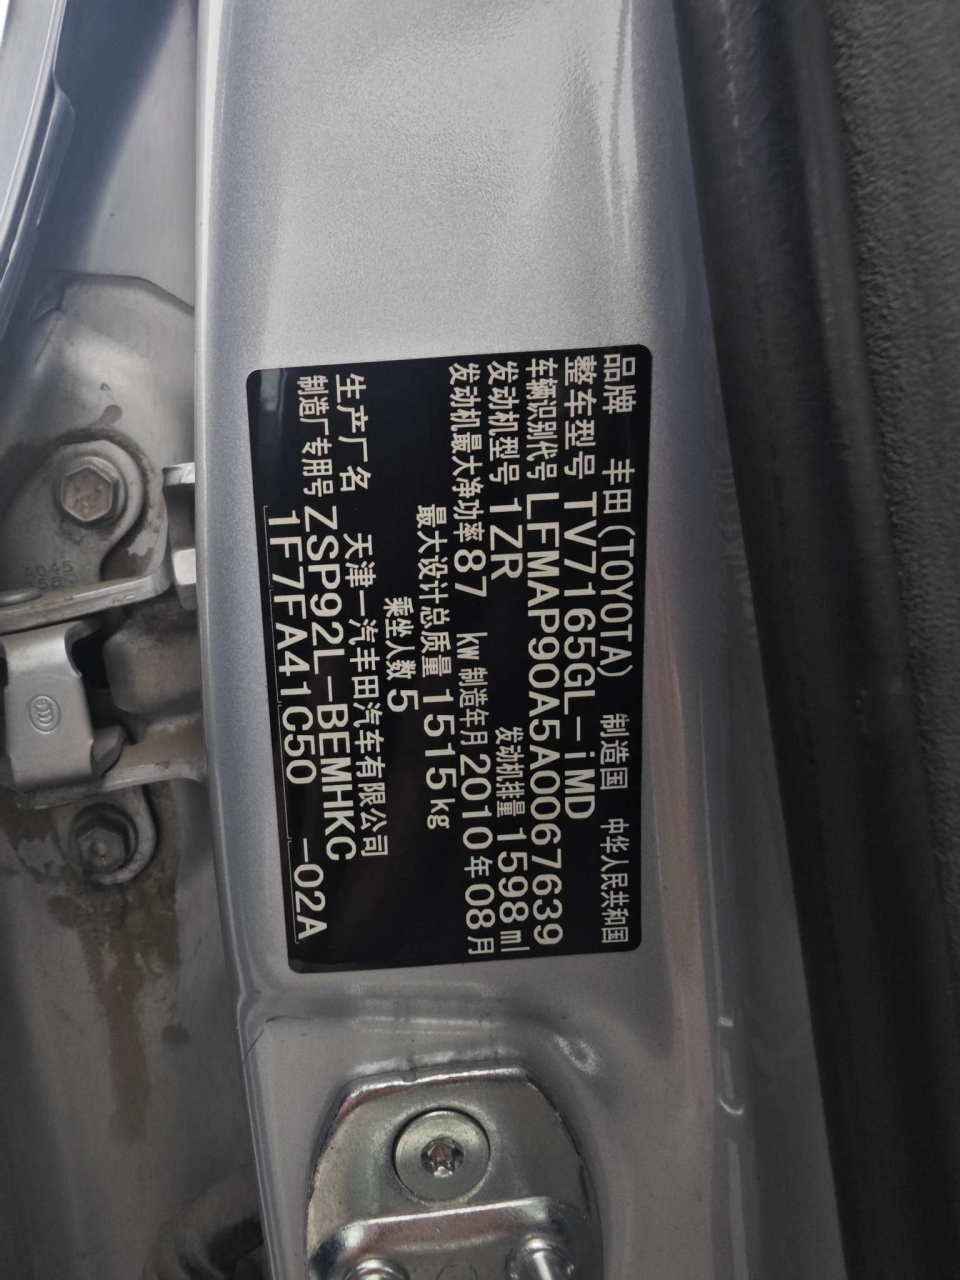 品牌 丰田(TOYOTA) 制造国 中华人民共和国
整车型号 TV7165GL-iMD
车辆识别代号 LFMAP90A5A0067639
发动机型号 1ZR 发动机排量 1598ml
发动机最大净功率 87 kw 制造年月 2010年08月
最大设计总质量 1515kg
乘坐人数 5
生产厂名 天津一汽丰田汽车有限公司
制造厂专用号 ZSP92L-BEMHKC
1F7FA41C50 -02A